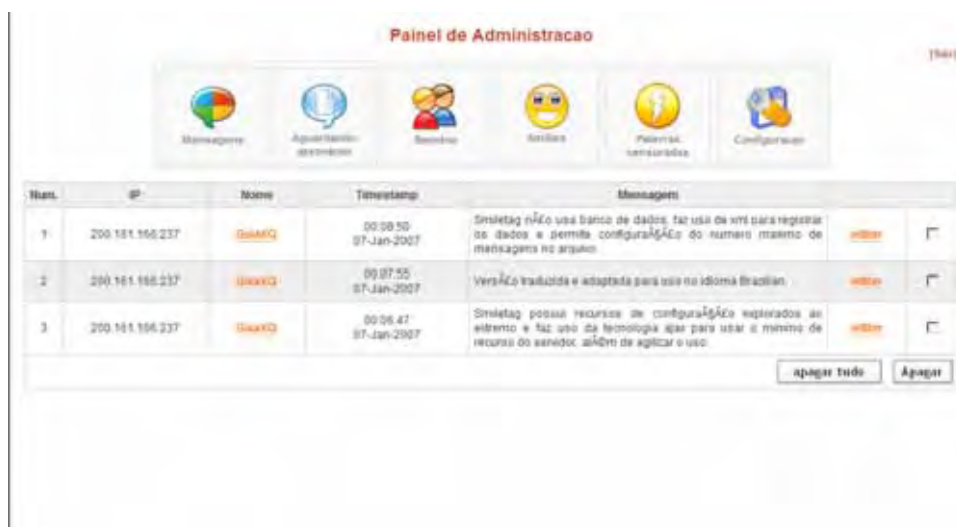 Painel de Administracao
[Sair]
Mensagens
Aguardando
aprovacao
Smilies
Palavras
censuradas
Configuracao
Num. IP Nome Timestamp Mensagem
1 200.181.166.237 00:08:50
07-Jan-2007
Smiletag nÃ£o usa banco de dados, faz uso de xml para registrar
os dados e permite configuraÃ§Ã£o do numero maximo de
mensagens no arquivo.
editar
2 200.181.166.237 00:07:55
07-Jan-2007
VersÃ£o traduzida e adaptada para uso no idioma Brazilian.
editar
3 200.181.166.237 00:06:47
07-Jan-2007
Smiletag possui recursos de configuraÃ§Ã£o explorados ao
extremo e faz uso da tecnologia ajax para usar o minimo de
recurso do servidor, alÃ©m de agilizar o uso.
editar
apagar tudo Apagar